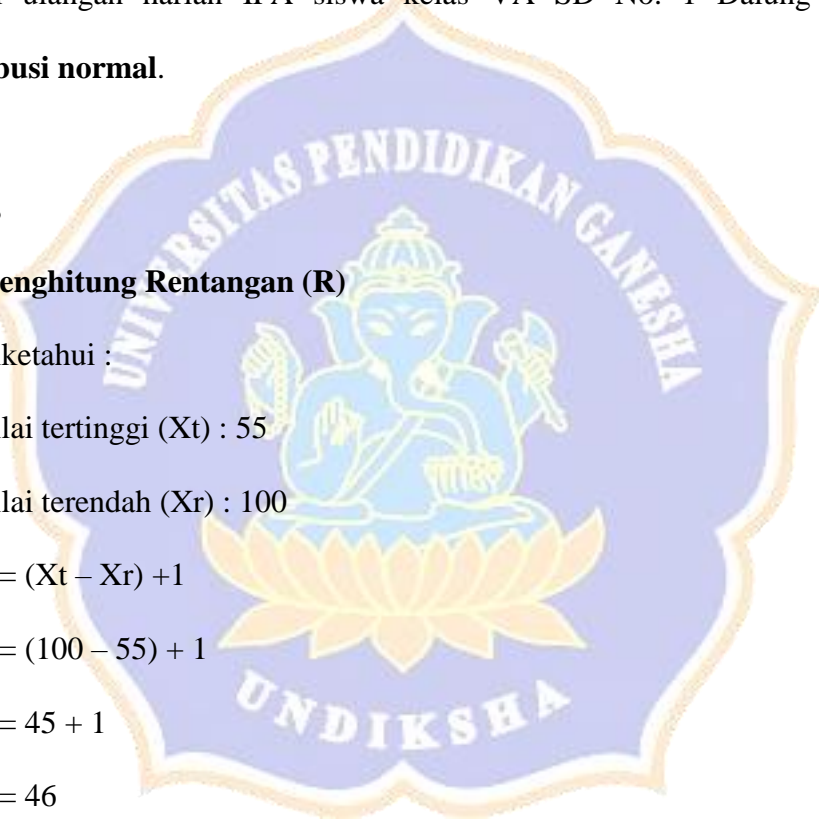 ulangan harian IPA siswa kelas VA SD No. 1
busi normal.
enghitung Rentangan (R)
ketahui :
lai tertinggi (Xt) : 55
lai terendah (Xr) : 100
= (Xt – Xr) +1
= (100 – 55) + 1
= 45 + 1
= 46
UNIVERSITAS PENDIDIKAN GANESHA
UNDIKSHA